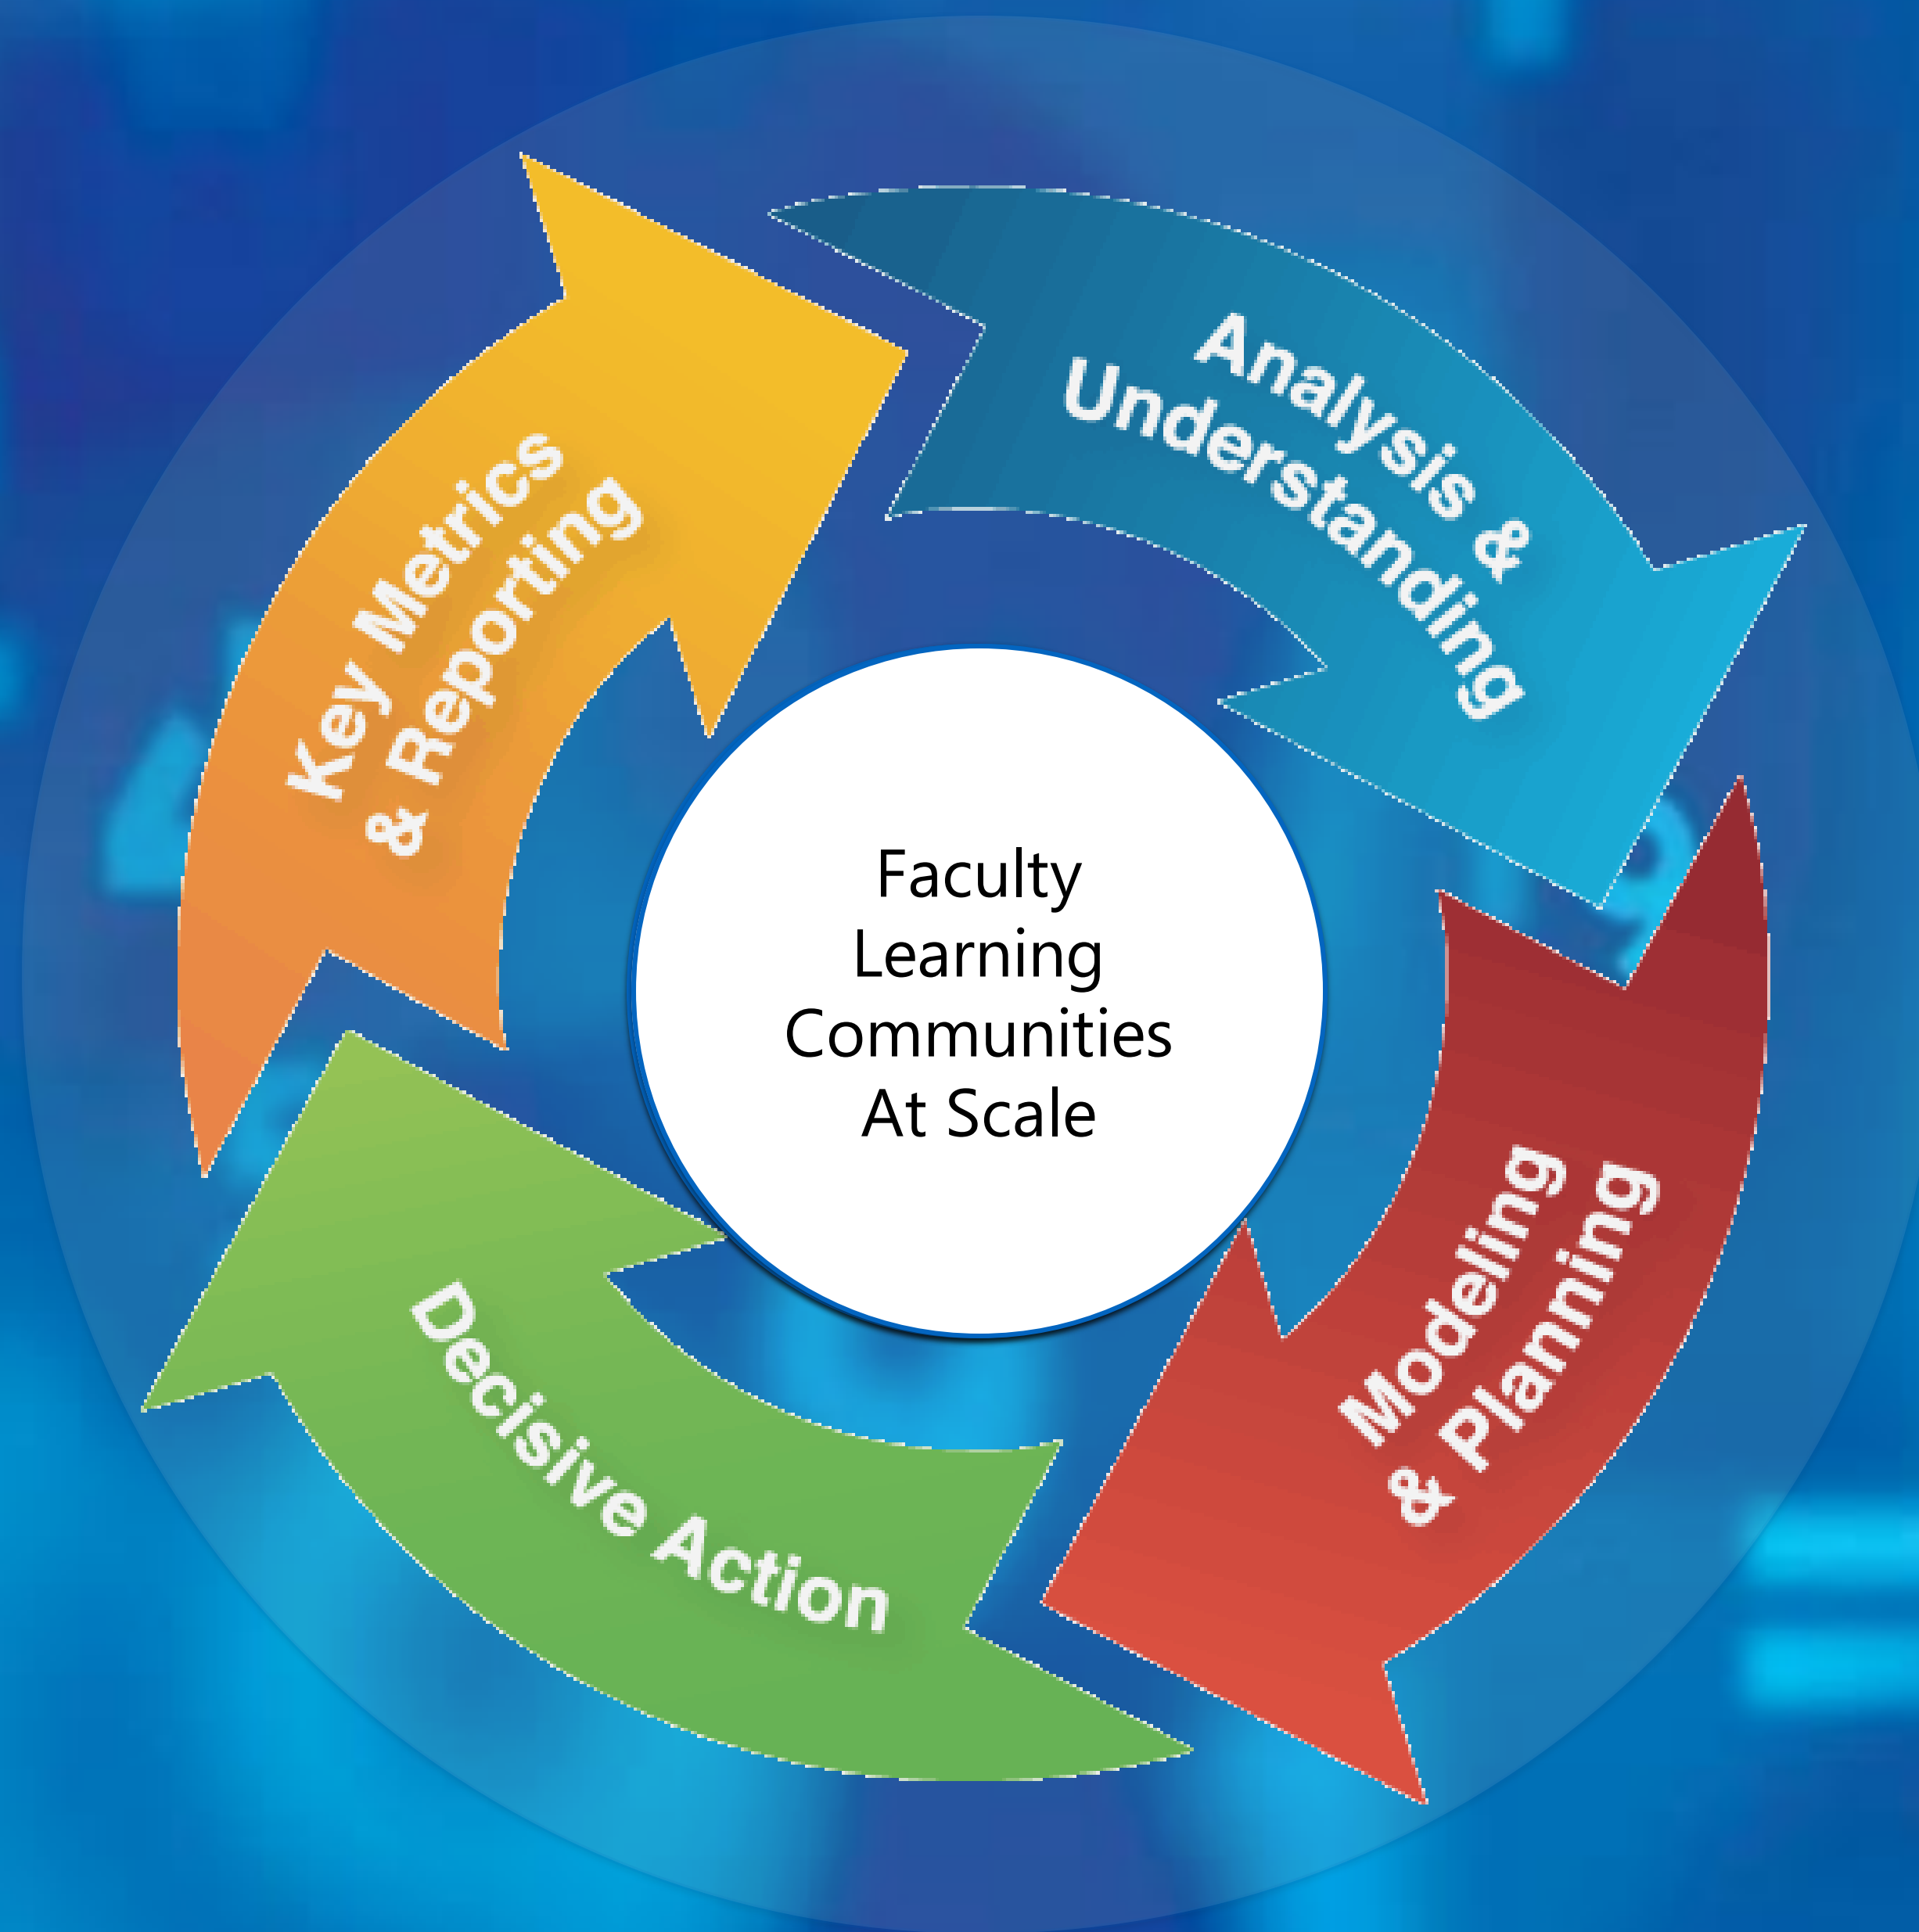 Key Metrics
& Reporting
Analysis &
Understanding
Modeling
& Planning
Decisive Action
Faculty
Learning
Communities
At Scale